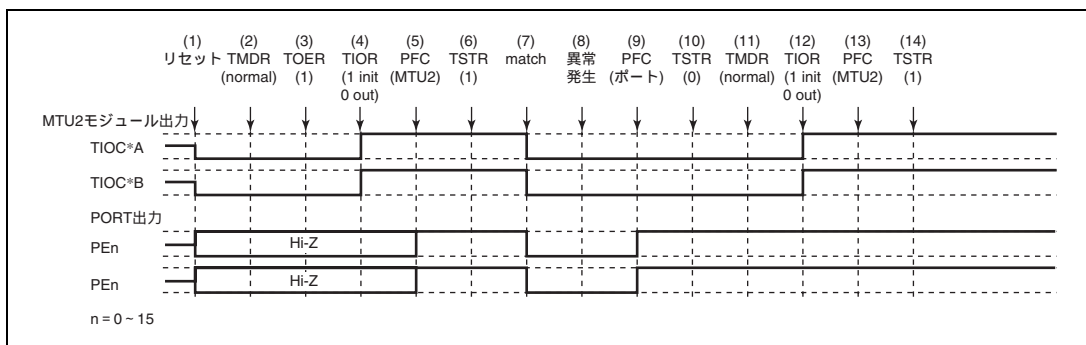 (1) (2) (3) (4) (5) (6) (7) (8) (9) (10) (11) (12) (13) (14)
リセット TMDR TOER TIOR PFC TSTR match 異常 PFC TSTR TMDR TIOR PFC TSTR
(normal) (1) (1 init (MTU2) (1) 発生 (ポート) (0) (normal) (1 init (MTU2) (1)
0 out) 0 out)
MTU2モジュール出力
TIOC*A
TIOC*B
PORT出力
PEn Hi-Z
PEn Hi-Z
n = 0 ~ 15